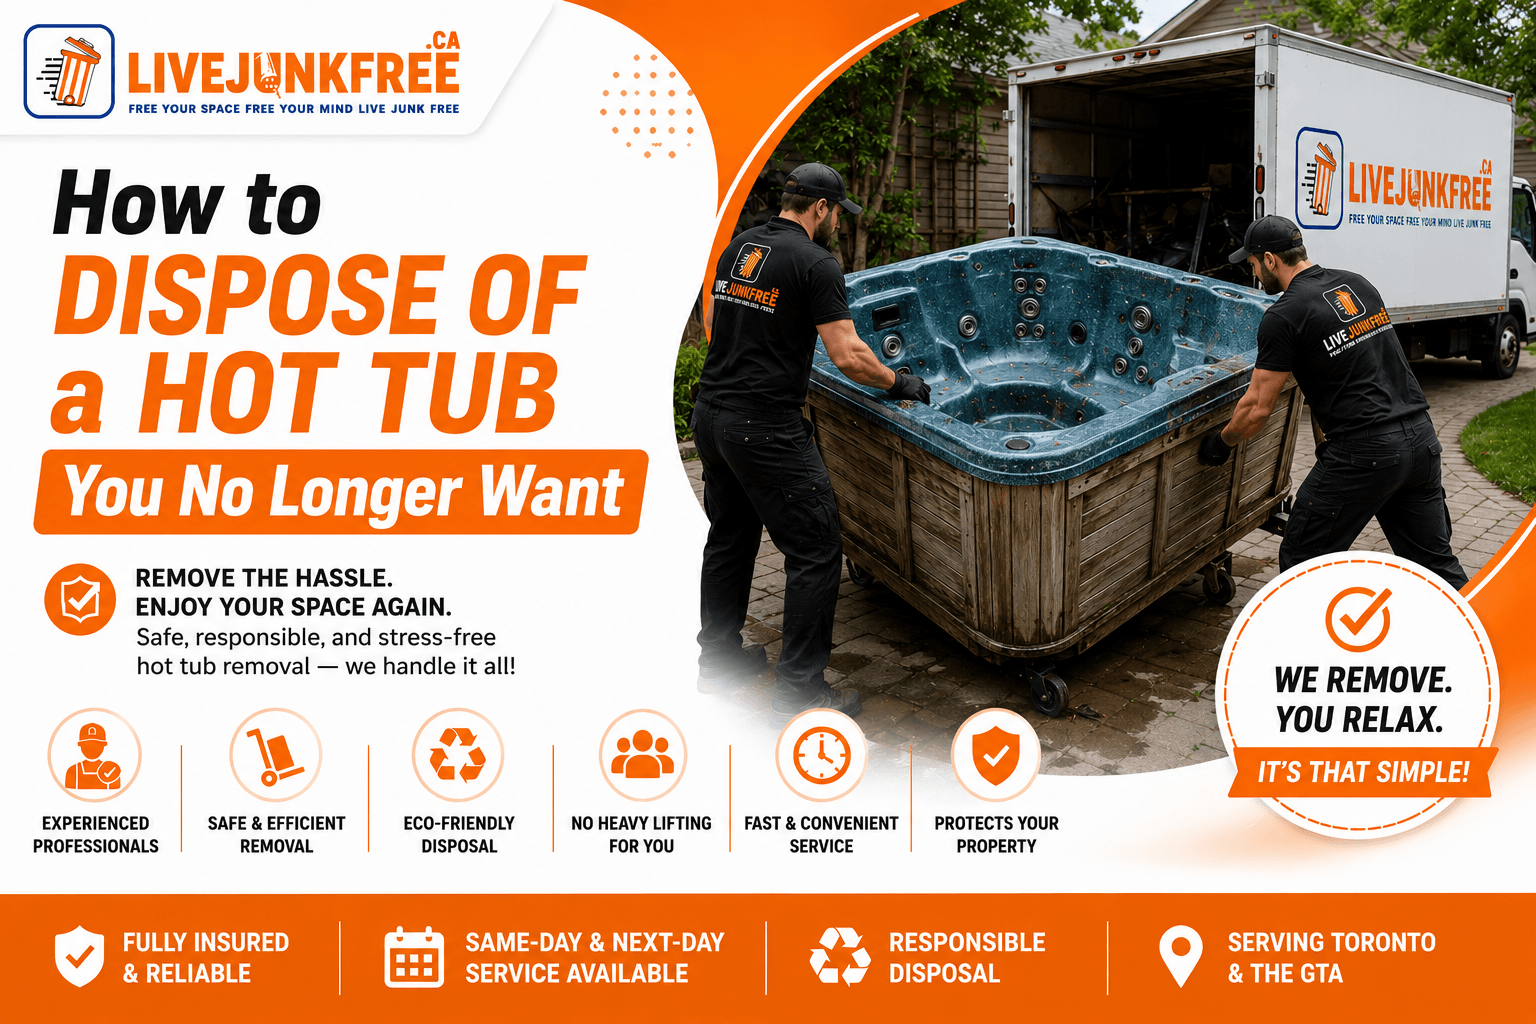 LIVEJUNKFREE.CA
FREE YOUR SPACE FREE YOUR MIND LIVE JUNK FREE
How to
DISPOSE OF
a HOT TUB
You No Longer Want
REMOVE THE HASSLE.
ENJOY YOUR SPACE AGAIN.
Safe, responsible, and stress-free
hot tub removal — we handle it all!
LIVEJUNKFREE.CA
FREE YOUR SPACE FREE YOUR MIND LIVE JUNK FREE
LIVEJUNKFREE
LIVEJUNKFREE
WE REMOVE.
YOU RELAX.
IT'S THAT SIMPLE!
EXPERIENCED
PROFESSIONALS
SAFE & EFFICIENT
REMOVAL
ECO-FRIENDLY
DISPOSAL
NO HEAVY LIFTING
FOR YOU
FAST & CONVENIENT
SERVICE
PROTECTS YOUR
PROPERTY
FULLY INSURED
& RELIABLE
SAME-DAY & NEXT-DAY
SERVICE AVAILABLE
RESPONSIBLE
DISPOSAL
SERVING TORONTO
& THE GTA